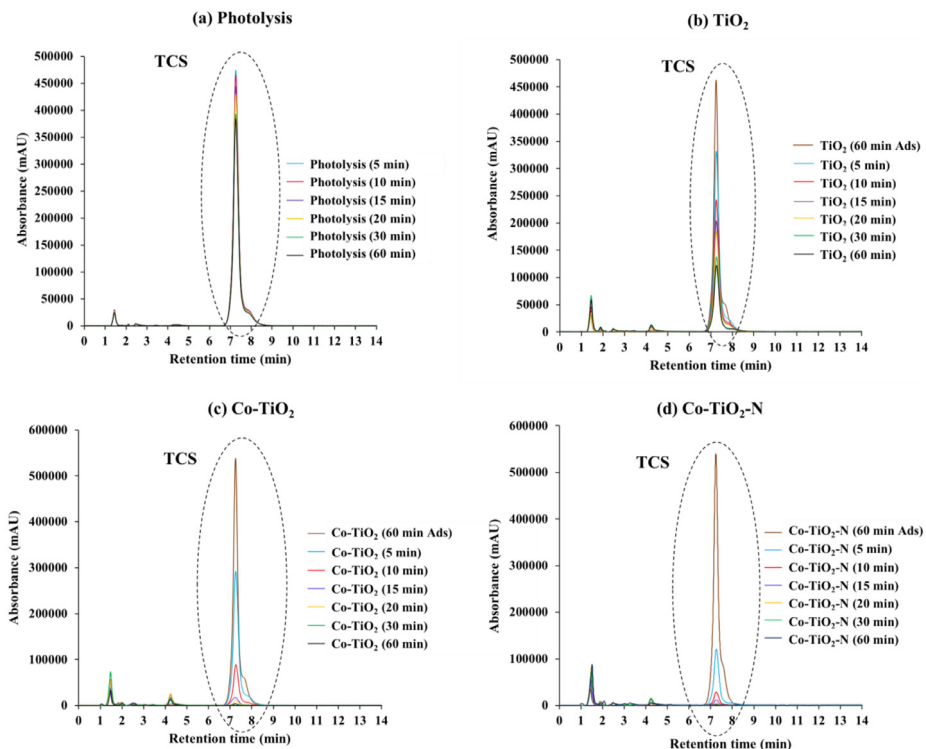 (a) Photolysis
TCS
500000
450000
400000
350000
300000
250000
200000
150000
100000
50000
0
Absorbance (mAU)
Photolysis (5 min)
Photolysis (10 min)
Photolysis (15 min)
Photolysis (20 min)
Photolysis (30 min)
Photolysis (60 min)
0 1 2 3 4 5 6 7 8 9 10 11 12 13 14
Retention time (min)
(b) TiO₂
TCS
500000
450000
400000
350000
300000
250000
200000
150000
100000
50000
0
Absorbance (mAU)
TiO₂ (60 min Ads)
TiO₂ (5 min)
TiO₂ (10 min)
TiO₂ (15 min)
TiO₂ (20 min)
TiO₂ (30 min)
TiO₂ (60 min)
0 1 2 3 4 5 6 7 8 9 10 11 12 13 14
Retention time (min)
(c) Co-TiO₂
TCS
600000
500000
400000
300000
200000
100000
0
Absorbance (mAU)
Co-TiO₂ (60 min Ads)
Co-TiO₂ (5 min)
Co-TiO₂ (10 min)
Co-TiO₂ (15 min)
Co-TiO₂ (20 min)
Co-TiO₂ (30 min)
Co-TiO₂ (60 min)
0 1 2 3 4 5 6 7 8 9 10 11 12 13 14
Retention time (min)
(d) Co-TiO₂-N
TCS
600000
500000
400000
300000
200000
100000
0
Absorbance (mAU)
Co-TiO₂-N (60 min Ads)
Co-TiO₂-N (5 min)
Co-TiO₂-N (10 min)
Co-TiO₂-N (15 min)
Co-TiO₂-N (20 min)
Co-TiO₂-N (30 min)
Co-TiO₂-N (60 min)
0 1 2 3 4 5 6 7 8 9 10 11 12 13 14
Retention time (min)